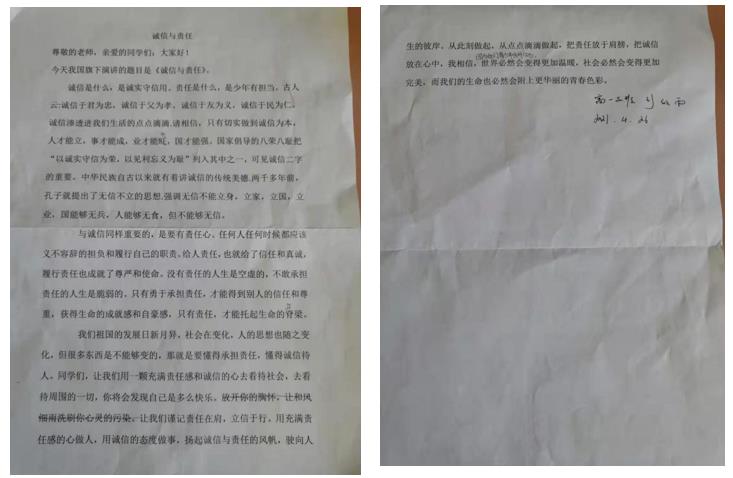 诚信与责任
尊敬的老师，亲爱的同学们：大家好！
今天我国旗下演讲的题目是《诚信与责任》。
诚信是什么，是诚实守信用。责任是什么，是少年有担当。古人
云:诚信于君为忠，诚信于父为孝，诚信于友为义，诚信于民为仁。
诚信渗透进我们生活的点点滴滴.请相信，只有切实做到诚信为本，
人才能立，事才能成，业才能旺，国才能强。国家倡导的八荣八耻把
“以诚实守信为荣，以见利忘义为耻”列入其中之一，可见诚信二字
的重要。中华民族自古以来就有看讲诚信的传统美德.两千多年前，
孔子就提出了无信不立的思想.强调无信不能立身，立家，立国，立
业，国能够无兵，人能够无食，但不能够无信。
与诚信同样重要的，是要有责任心。任何人任何时候都应该
义不容辞的担负和履行自己的职责。给人责任，也就给了信任和真诚，
履行责任也成就了尊严和使命。没有责任的人生是空虚的，不敢承担
责任的人生是脆弱的，只有勇于承担责任，才能得到别人的信任和尊
重，获得生命的成就感和自豪感，只有责任，才能托起生命的脊梁。
我们祖国的发展日新月异，社会在变化，人的思想也随之变
化，但很多东西是不能够变的，那就是要懂得承担责任，懂得诚信待
人。同学们，让我们用一颗充满责任感和诚信的心去看待社会，去看
待周围的一切，你将会发现自己是多么快乐。放开你的胸怀，让和风
细雨洗刷你心灵的污染。让我们谨记责任在肩，立信于行。用充满责
任感的心做人，用诚信的态度做事，扬起诚信与责任的风帆，驶向人
生的彼岸。从此刻做起，从点点滴滴做起，把责任放于肩膀，把诚信
放在心中，我相信，世界必然会变得更加温暖，社会必然会变得更加
完美，而我们的生命也必然会附上更华丽的青春色彩。
高一三班
2021.4.26